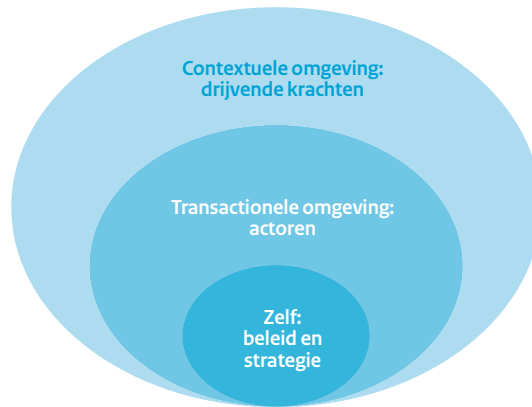 Contextuele omgeving:
drijvende krachten
Transactionele omgeving:
actoren
Zelf:
beleid en
strategie